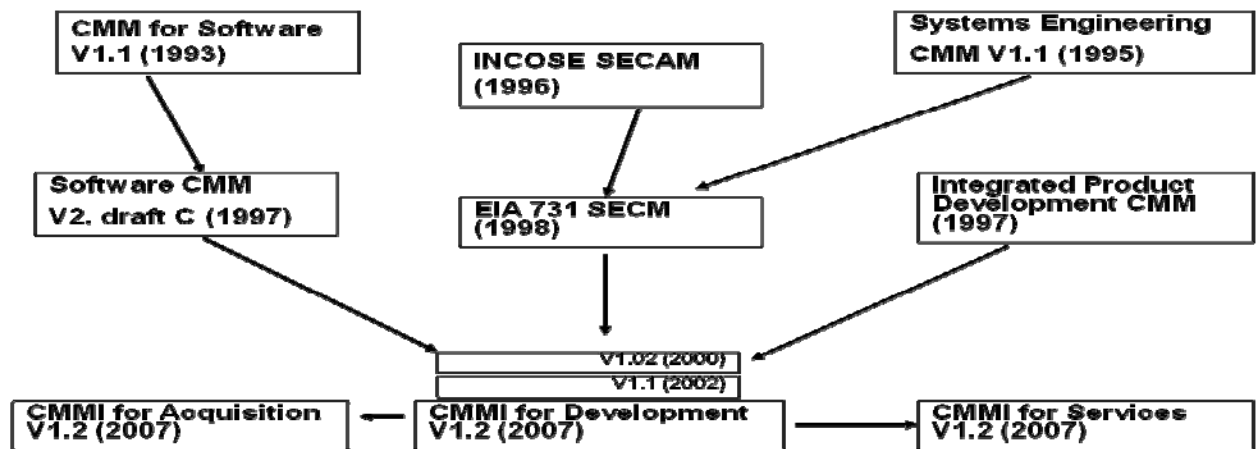 CMM for Software
V1.1 (1993)
INCOSE SECAM
(1996)
Systems Engineering
CMM V1.1 (1995)
Software CMM
V2. draft C (1997)
EIA 731 SECM
(1998)
Integrated Product
Development CMM
(1997)
V1.02 (2000)
V1.1 (2002)
CMMI for Acquisition
V1.2 (2007)
CMMI for Development
V1.2 (2007)
CMMI for Services
V1.2 (2007)